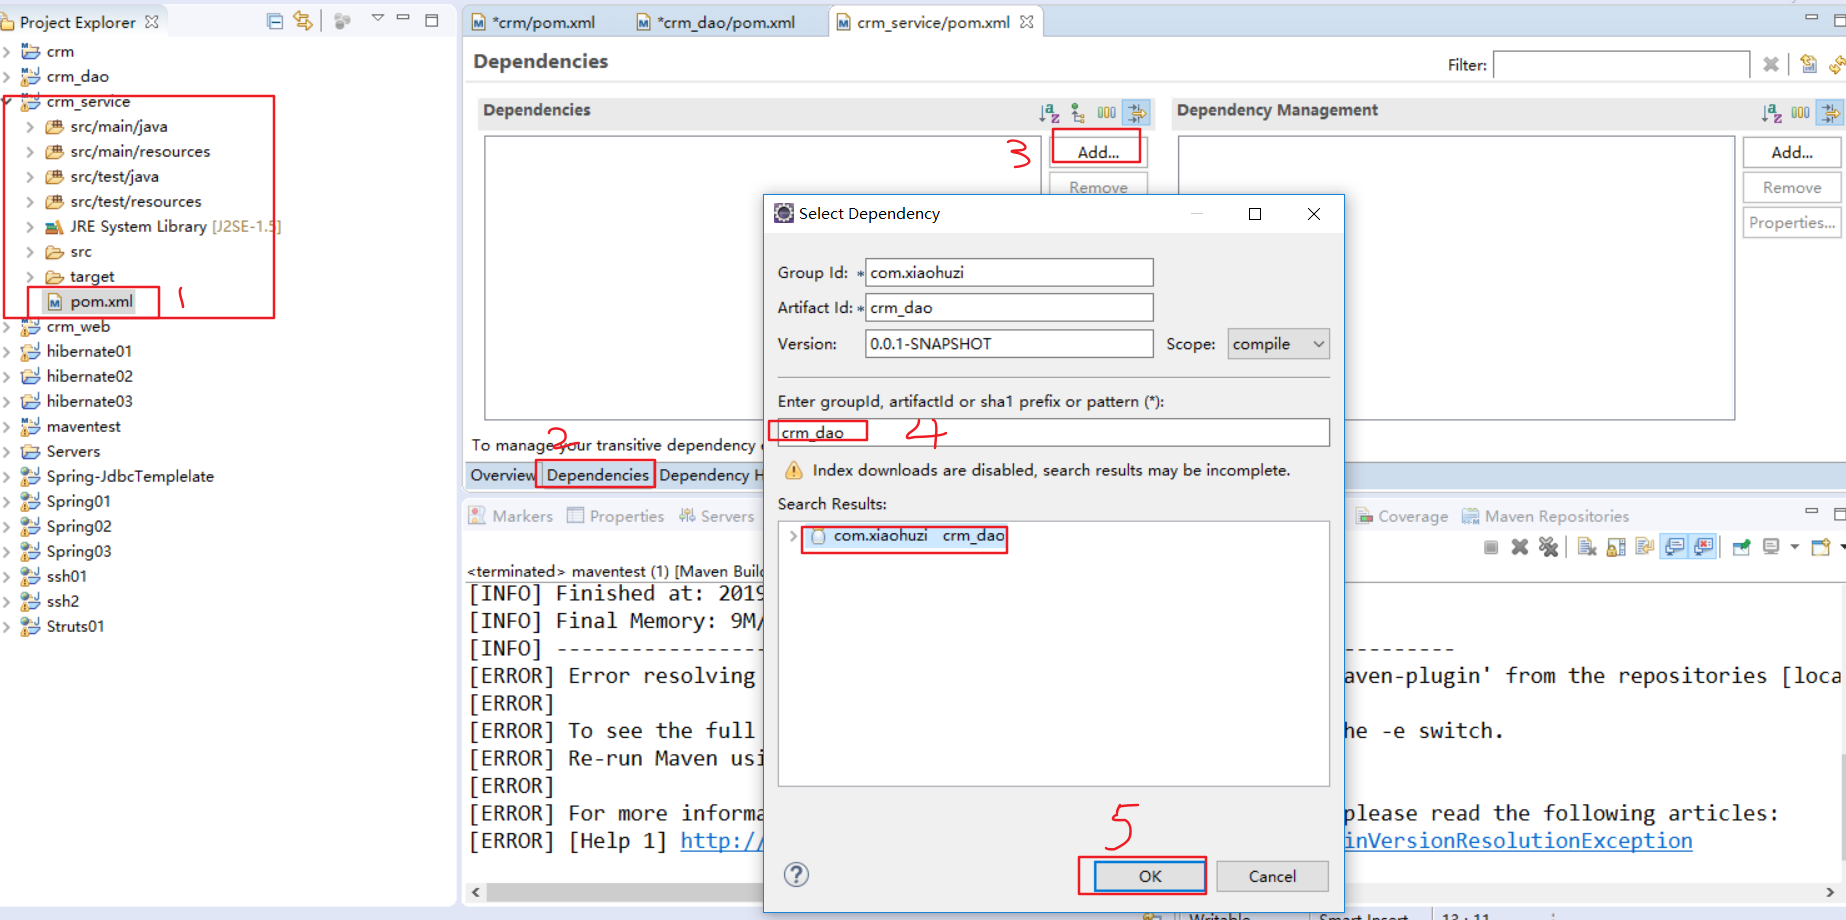 Project Explorer
crm
crm_dao
crm_service
src/main/java
src/main/resources
src/test/java
src/test/resources
JRE System Library [J2SE-1.5]
src
target
pom.xml
1
crm_web
hibernate01
hibernate02
hibernate03
maventest
Servers
Spring-JdbcTemplelate
Spring01
Spring02
Spring03
ssh01
ssh2
Struts01
*crm/pom.xml
*crm_dao/pom.xml
crm_service/pom.xml
Dependencies
Filter:
Dependencies
3
Add...
Remove
Dependency Management
Add...
Remove
Properties...
To manage your transitive dependency
2
Overview
Dependencies
Dependency H
Select Dependency
Group Id: *
com.xiaohuzi
Artifact Id: *
crm_dao
Version:
0.0.1-SNAPSHOT
Scope:
compile
Enter groupId, artifactId or sha1 prefix or pattern (*):
crm_dao
4
Index downloads are disabled, search results may be incomplete.
Search Results:
com.xiaohuzi crm_dao
5
OK
Cancel
Markers
Properties
Servers
Coverage
Maven Repositories
<terminated> maventest (1) [Maven Build
[INFO] Finished at: 2019
[INFO] Final Memory: 9M/
[INFO] ----------------- ---------
[ERROR] Error resolving aven-plugin' from the repositories [loca
[ERROR]
[ERROR] To see the full he -e switch.
[ERROR] Re-run Maven usi
[ERROR]
[ERROR] For more informa please read the following articles:
[ERROR] [Help 1] http:// inVersionResolutionException
Writable
Smart Insert
13 : 11